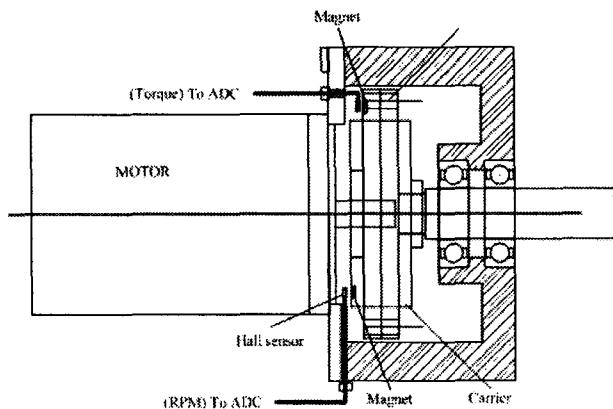 Magnet
(Torque) To ADC
MOTOR
Hall sensor
(RPM) To ADC
Magnet
Carrier